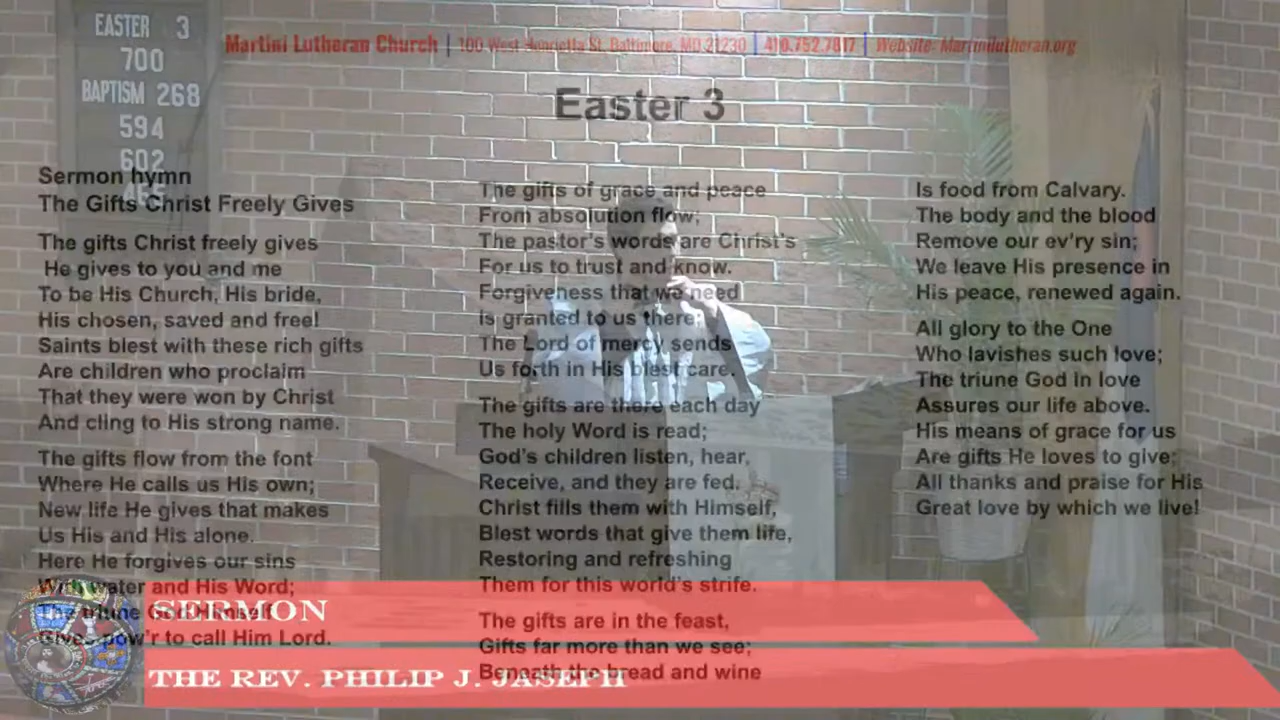 EASTER 3
700
BAPTISM 268
594
602
Martini Lutheran Church | 100 West Henrietta St, Baltimore, MD 21230 | 410.752.7817 | Website- Martinilutheran.org
Easter 3
Sermon hymn
The Gifts Christ Freely Gives
The gifts Christ freely gives
He gives to you and me
To be His Church, His bride,
His chosen, saved and free!
Saints blest with these rich gifts
Are children who proclaim
That they were won by Christ
And cling to His strong name.
The gifts flow from the font
Where He calls us His own;
New life He gives that makes
Us His and His alone.
Here He forgives our sins
With water and His Word;
The triune God Himself
Gives pow'r to call Him Lord.
The gifts of grace and peace
From absolution flow;
The pastor's words are Christ's
For us to trust and know.
Forgiveness that we need
Is granted to us there;
The Lord of mercy sends
Us forth in His blest care.
The gifts are there each day
The holy Word is read;
God's children listen, hear,
Receive, and they are fed.
Christ fills them with Himself,
Blest words that give them life,
Restoring and refreshing
Them for this world's strife.
The gifts are in the feast,
Gifts far more than we see;
Beneath the bread and wine
Is food from Calvary.
The body and the blood
Remove our ev'ry sin;
We leave His presence in
His peace, renewed again.
All glory to the One
Who lavishes such love;
The triune God in love
Assures our life above.
His means of grace for us
Are gifts He loves to give;
All thanks and praise for His
Great love by which we live!
SERMON
THE REV. PHILIP J. JASEPH